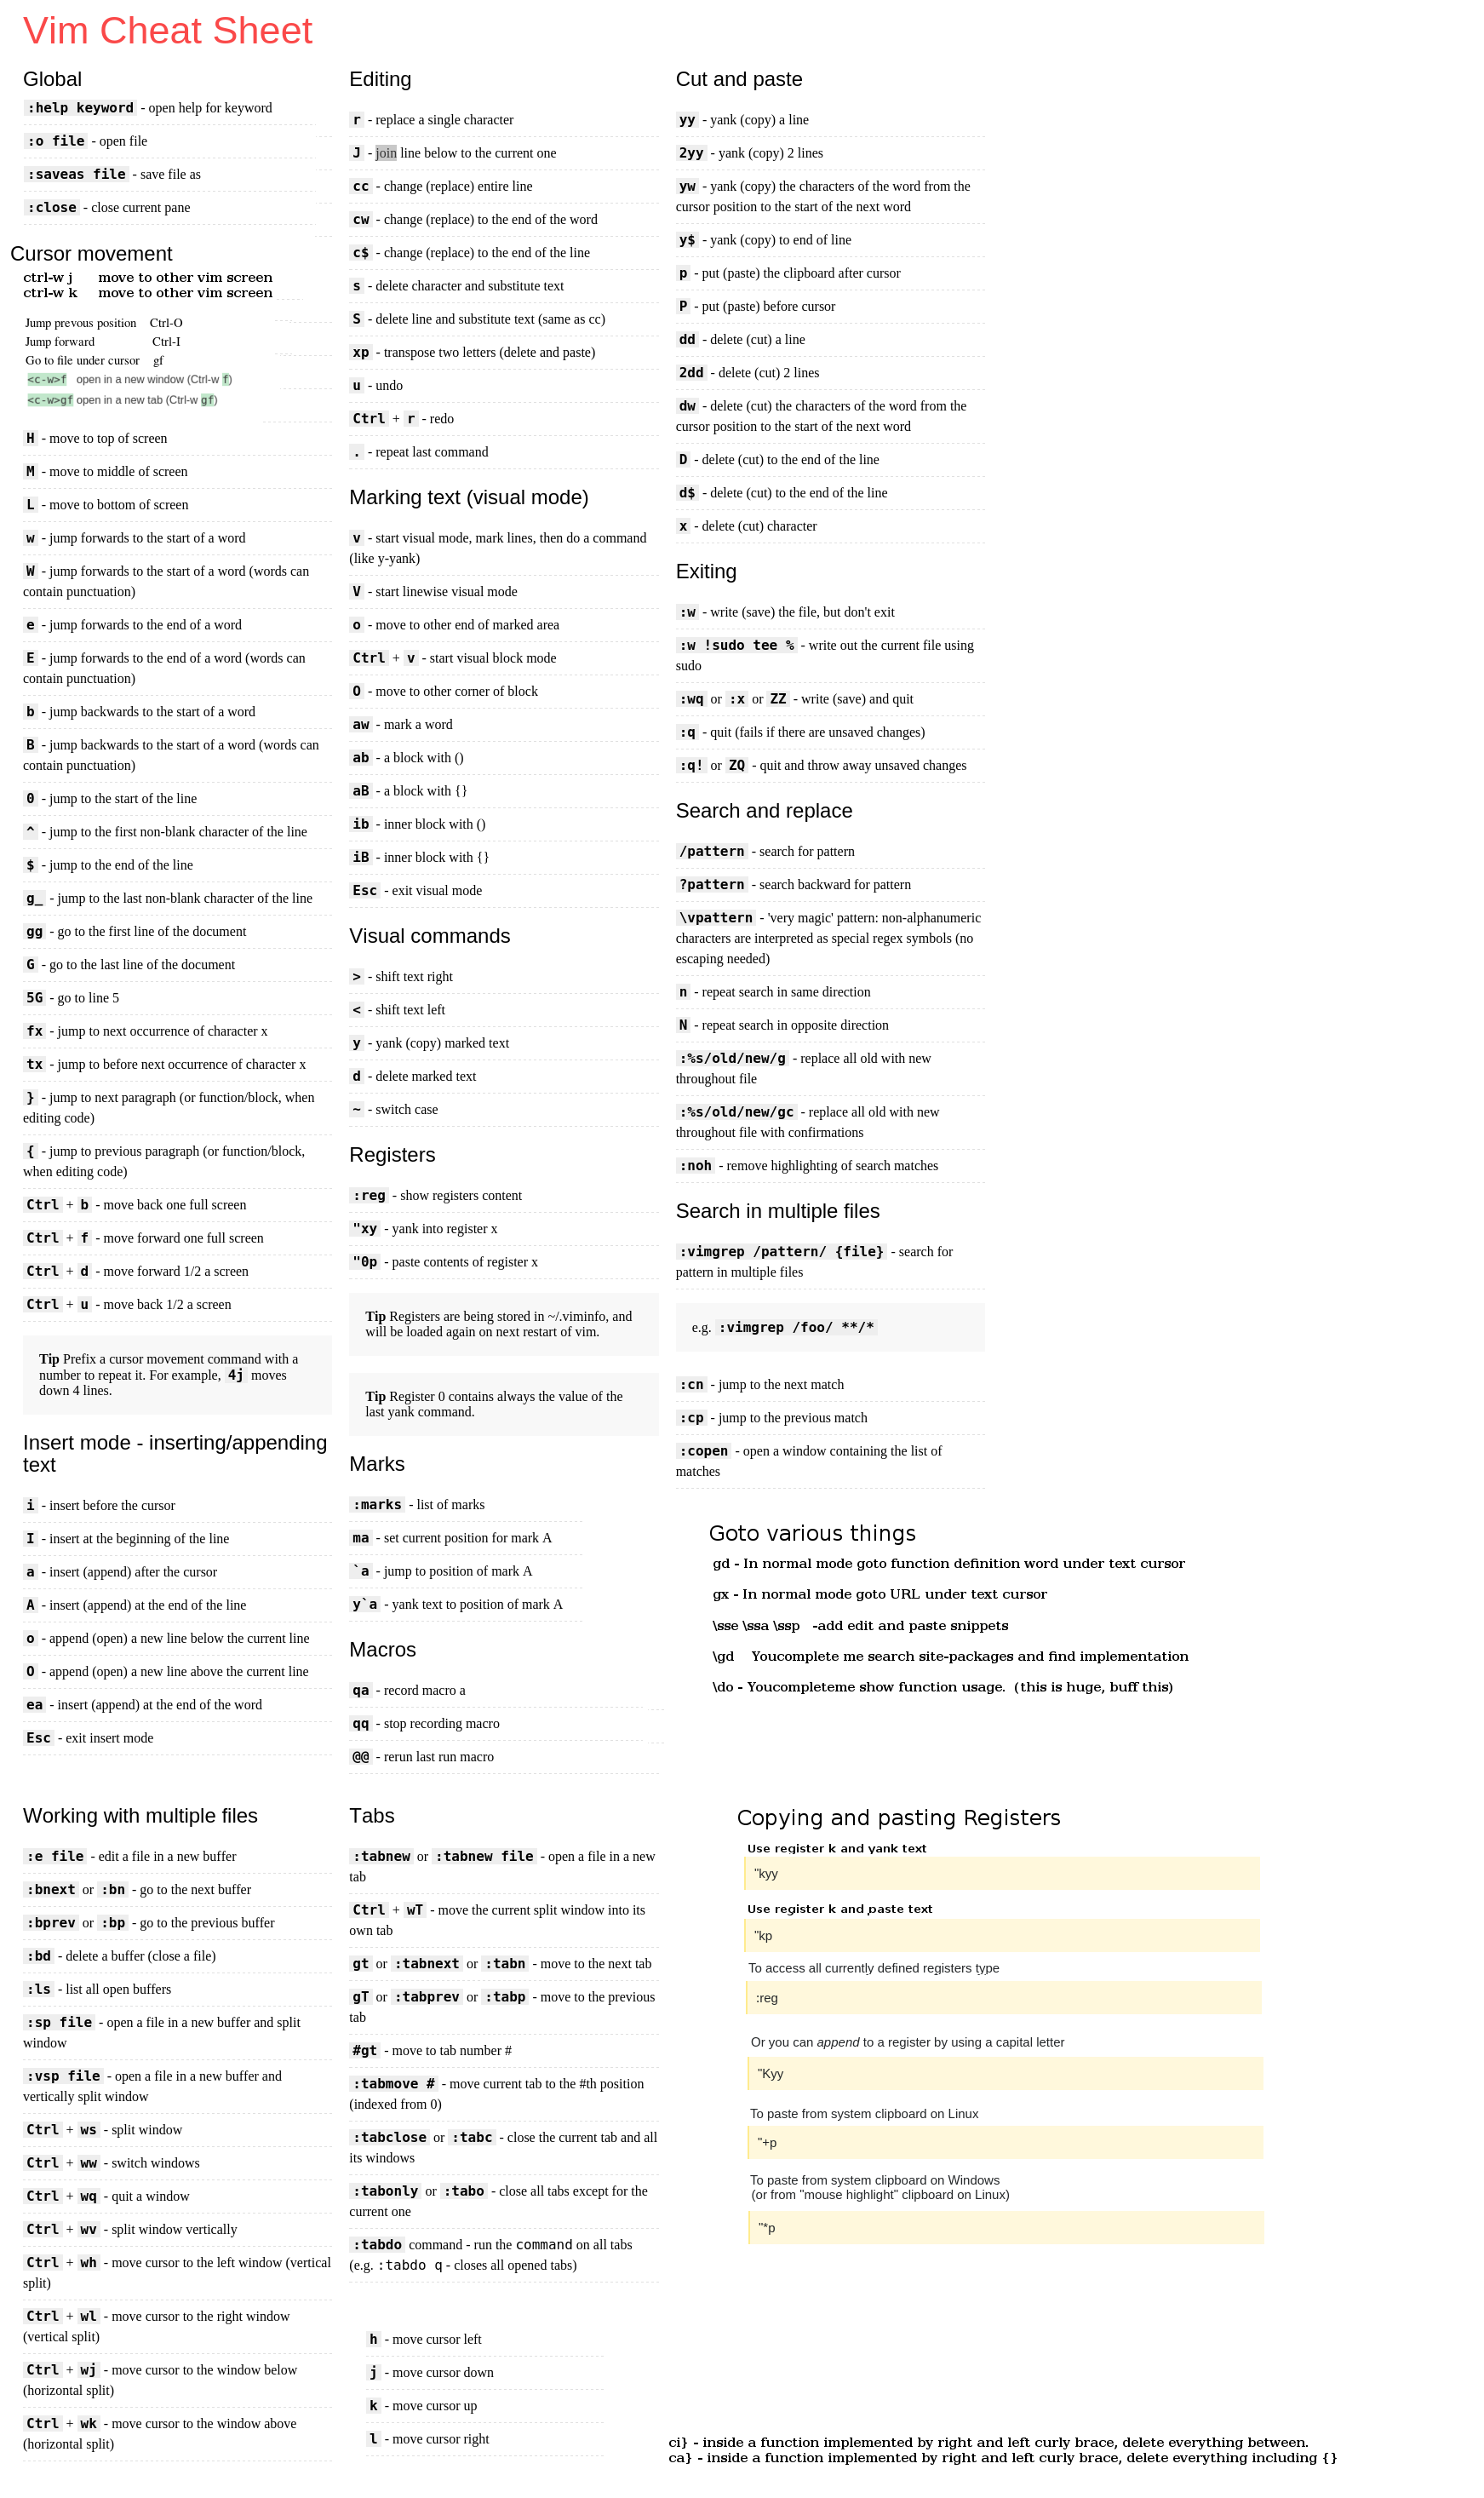 Vim Cheat Sheet
Global
:help keyword - open help for keyword
:o file - open file
:saveas file - save file as
:close - close current pane
Cursor movement
ctrl-w j move to other vim screen
ctrl-w k move to other vim screen
Jump prevous position Ctrl-O
Jump forward Ctrl-I
Go to file under cursor gf
<c-w>f open in a new window (Ctrl-w f)
<c-w>gf open in a new tab (Ctrl-w gf)
H - move to top of screen
M - move to middle of screen
L - move to bottom of screen
w - jump forwards to the start of a word
W - jump forwards to the start of a word (words can
contain punctuation)
e - jump forwards to the end of a word
E - jump forwards to the end of a word (words can
contain punctuation)
b - jump backwards to the start of a word
B - jump backwards to the start of a word (words can
contain punctuation)
0 - jump to the start of the line
^ - jump to the first non-blank character of the line
$ - jump to the end of the line
g_ - jump to the last non-blank character of the line
gg - go to the first line of the document
G - go to the last line of the document
5G - go to line 5
fx - jump to next occurrence of character x
tx - jump to before next occurrence of character x
} - jump to next paragraph (or function/block, when
editing code)
{ - jump to previous paragraph (or function/block,
when editing code)
Ctrl + b - move back one full screen
Ctrl + f - move forward one full screen
Ctrl + d - move forward 1/2 a screen
Ctrl + u - move back 1/2 a screen
Tip Prefix a cursor movement command with a
number to repeat it. For example, 4j moves
down 4 lines.
Insert mode - inserting/appending
text
i - insert before the cursor
I - insert at the beginning of the line
a - insert (append) after the cursor
A - insert (append) at the end of the line
o - append (open) a new line below the current line
O - append (open) a new line above the current line
ea - insert (append) at the end of the word
Esc - exit insert mode
Editing
r - replace a single character
J - join line below to the current one
cc - change (replace) entire line
cw - change (replace) to the end of the word
c$ - change (replace) to the end of the line
s - delete character and substitute text
S - delete line and substitute text (same as cc)
xp - transpose two letters (delete and paste)
u - undo
Ctrl + r - redo
. - repeat last command
Marking text (visual mode)
v - start visual mode, mark lines, then do a command
(like y-yank)
V - start linewise visual mode
o - move to other end of marked area
Ctrl + v - start visual block mode
O - move to other corner of block
aw - mark a word
ab - a block with ()
aB - a block with {}
ib - inner block with ()
iB - inner block with {}
Esc - exit visual mode
Visual commands
> - shift text right
< - shift text left
y - yank (copy) marked text
d - delete marked text
~ - switch case
Registers
:reg - show registers content
"xy - yank into register x
"0p - paste contents of register x
Tip Registers are being stored in ~/.viminfo, and
will be loaded again on next restart of vim.
Tip Register 0 contains always the value of the
last yank command.
Marks
:marks - list of marks
ma - set current position for mark A
`a - jump to position of mark A
y`a - yank text to position of mark A
Macros
qa - record macro a
qq - stop recording macro
@@ - rerun last run macro
Cut and paste
yy - yank (copy) a line
2yy - yank (copy) 2 lines
yw - yank (copy) the characters of the word from the
cursor position to the start of the next word
y$ - yank (copy) to end of line
p - put (paste) the clipboard after cursor
P - put (paste) before cursor
dd - delete (cut) a line
2dd - delete (cut) 2 lines
dw - delete (cut) the characters of the word from the
cursor position to the start of the next word
D - delete (cut) to the end of the line
d$ - delete (cut) to the end of the line
x - delete (cut) character
Exiting
:w - write (save) the file, but don't exit
:w !sudo tee % - write out the current file using
sudo
:wq or :x or ZZ - write (save) and quit
:q - quit (fails if there are unsaved changes)
:q! or ZQ - quit and throw away unsaved changes
Search and replace
/pattern - search for pattern
?pattern - search backward for pattern
\vpattern - 'very magic' pattern: non-alphanumeric
characters are interpreted as special regex symbols (no
escaping needed)
n - repeat search in same direction
N - repeat search in opposite direction
:%s/old/new/g - replace all old with new
throughout file
:%s/old/new/gc - replace all old with new
throughout file with confirmations
:noh - remove highlighting of search matches
Search in multiple files
:vimgrep /pattern/ {file} - search for
pattern in multiple files
e.g. :vimgrep /foo/ **/*
:cn - jump to the next match
:cp - jump to the previous match
:copen - open a window containing the list of
matches
Goto various things
gd - In normal mode goto function definition word under text cursor
gx - In normal mode goto URL under text cursor
\sse \ssa \ssp -add edit and paste snippets
\gd Youcomplete me search site-packages and find implementation
\do - Youcompleteme show function usage. (this is huge, buff this)
Working with multiple files
:e file - edit a file in a new buffer
:bnext or :bn - go to the next buffer
:bprev or :bp - go to the previous buffer
:bd - delete a buffer (close a file)
:ls - list all open buffers
:sp file - open a file in a new buffer and split
window
:vsp file - open a file in a new buffer and
vertically split window
Ctrl + ws - split window
Ctrl + ww - switch windows
Ctrl + wq - quit a window
Ctrl + wv - split window vertically
Ctrl + wh - move cursor to the left window (vertical
split)
Ctrl + wl - move cursor to the right window
(vertical split)
Ctrl + wj - move cursor to the window below
(horizontal split)
Ctrl + wk - move cursor to the window above
(horizontal split)
Tabs
:tabnew or :tabnew file - open a file in a new
tab
Ctrl + wT - move the current split window into its
own tab
gt or :tabnext or :tabn - move to the next tab
gT or :tabprev or :tabp - move to the previous
tab
#gt - move to tab number #
:tabmove # - move current tab to the #th position
(indexed from 0)
:tabclose or :tabc - close the current tab and all
its windows
:tabonly or :tabo - close all tabs except for the
current one
:tabdo command - run the command on all tabs
(e.g. :tabdo q - closes all opened tabs)
h - move cursor left
j - move cursor down
k - move cursor up
l - move cursor right
Copying and pasting Registers
Use register k and yank text
"kyy
Use register k and paste text
"kp
To access all currently defined registers type
:reg
Or you can append to a register by using a capital letter
"Kyy
To paste from system clipboard on Linux
"+p
To paste from system clipboard on Windows
(or from "mouse highlight" clipboard on Linux)
"*p
ci} - inside a function implemented by right and left curly brace, delete everything between.
ca} - inside a function implemented by right and left curly brace, delete everything including {}